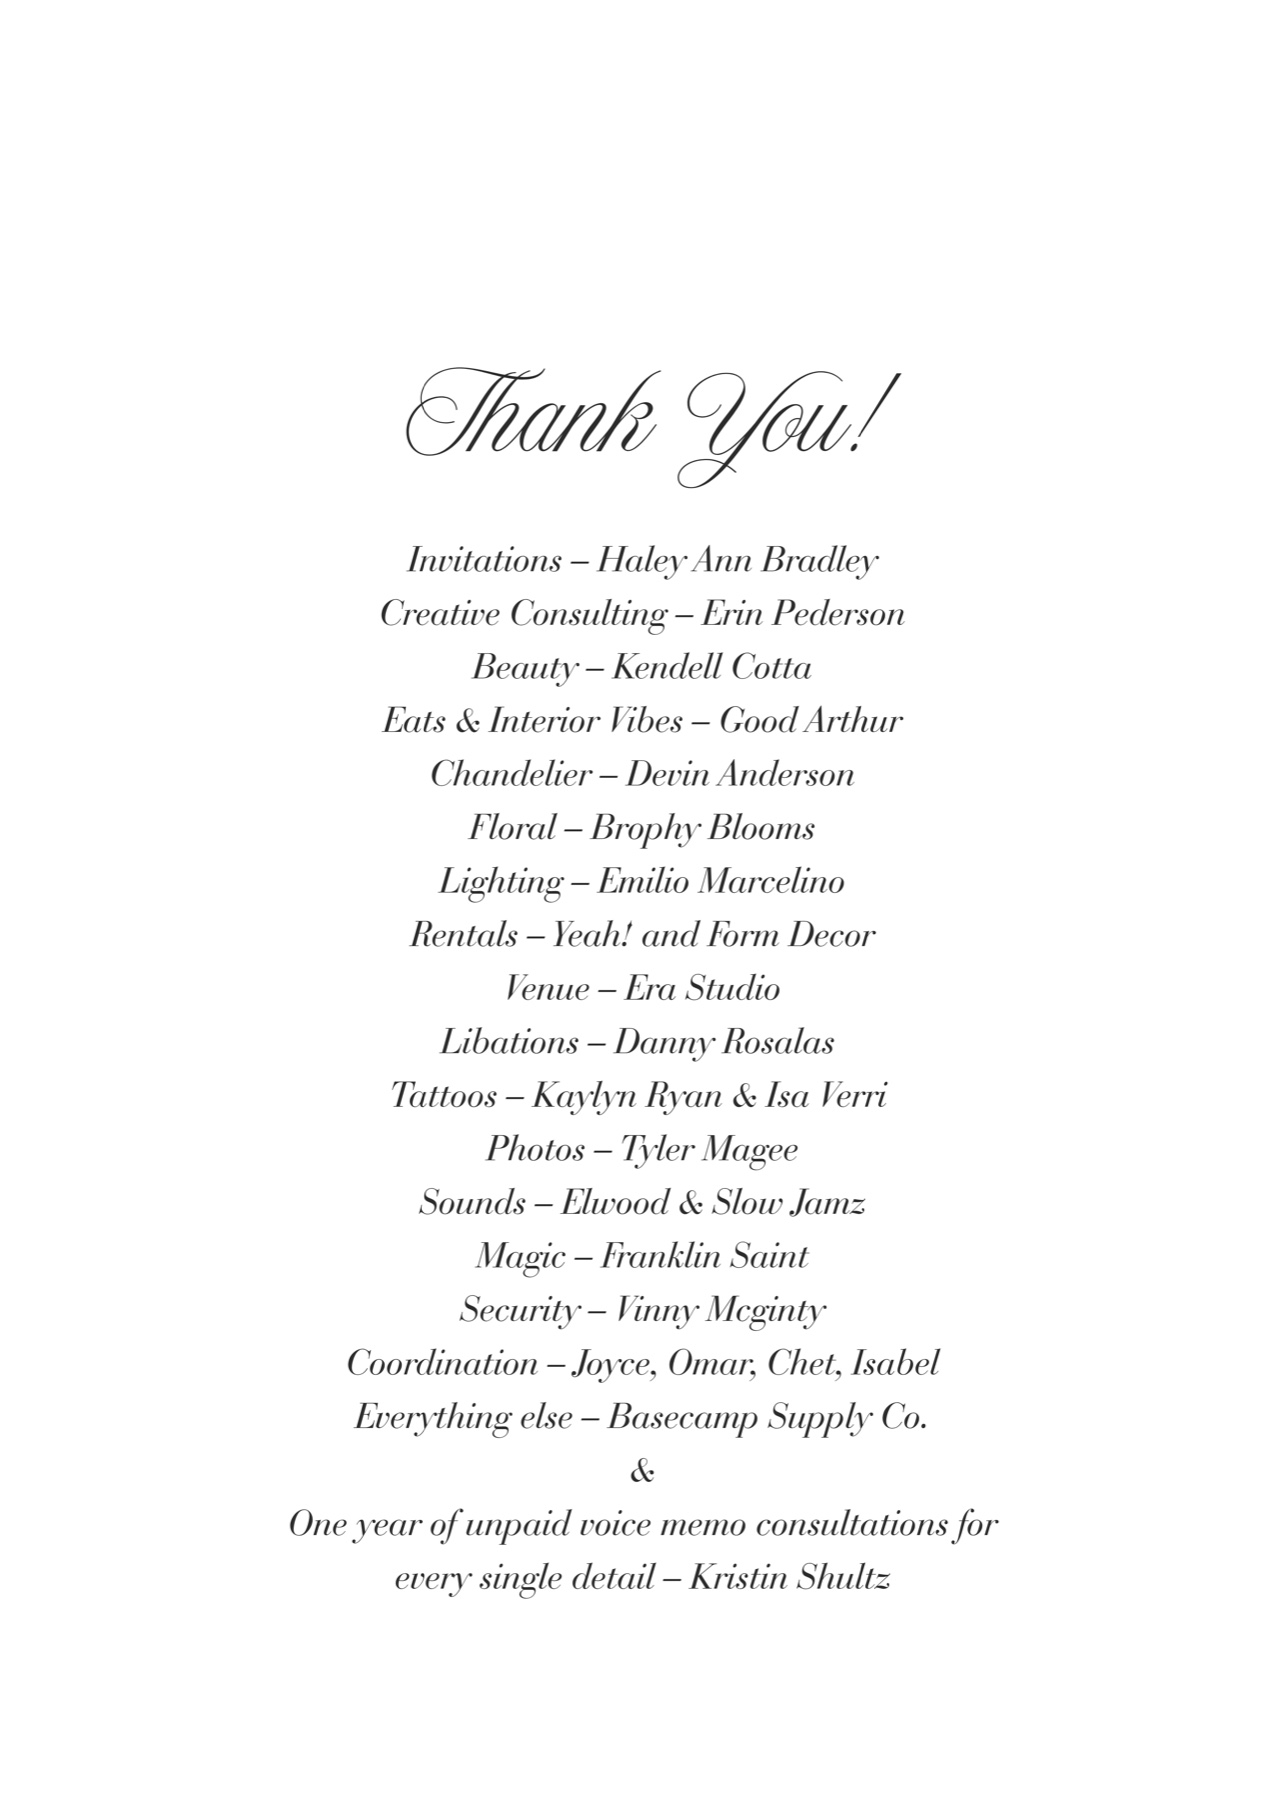 Thank You!
Invitations – Haley Ann Bradley
Creative Consulting – Erin Pederson
Beauty – Kendell Cotta
Eats & Interior Vibes – Good Arthur
Chandelier – Devin Anderson
Floral – Brophy Blooms
Lighting – Emilio Marcelino
Rentals – Yeah! and Form Decor
Venue – Era Studio
Libations – Danny Rosalas
Tattoos – Kaylyn Ryan & Isa Verri
Photos – Tyler Magee
Sounds – Elwood & Slow Jamz
Magic – Franklin Saint
Security – Vinny Mcginty
Coordination – Joyce, Omar, Chet, Isabel
Everything else – Basecamp Supply Co.
&
One year of unpaid voice memo consultations for
every single detail – Kristin Shultz